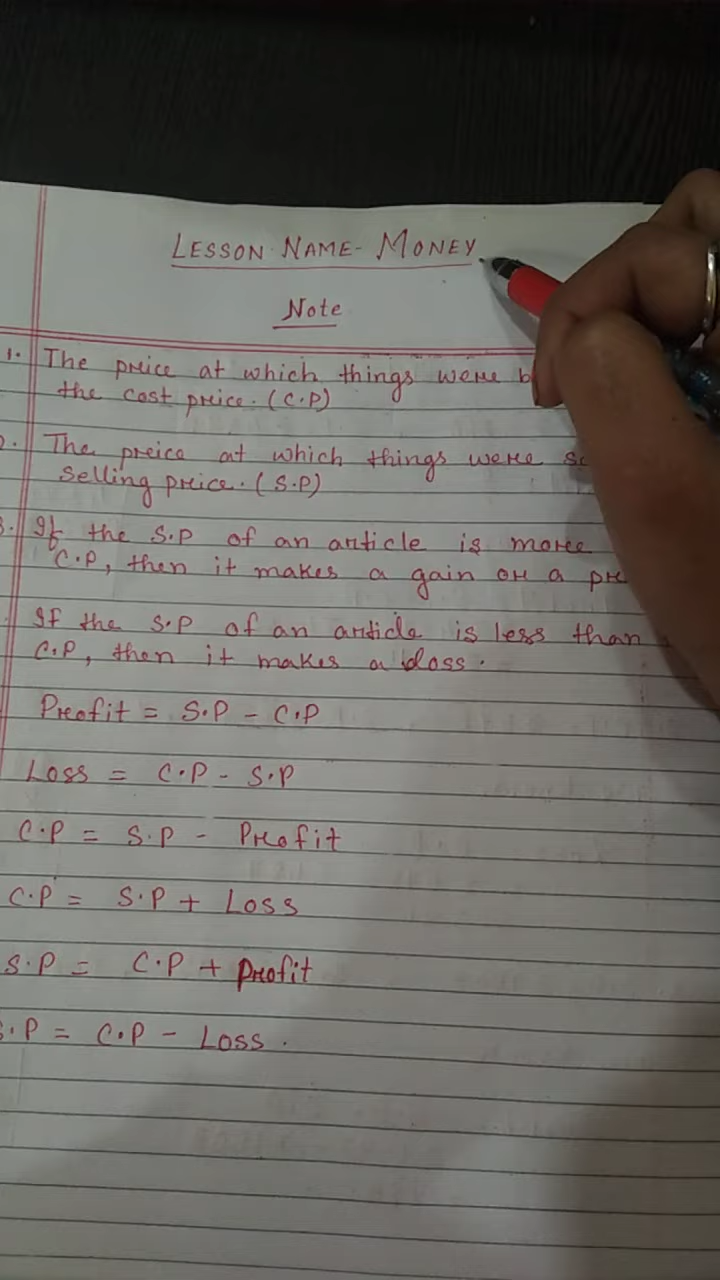 LESSON NAME- MONEY
Note
1. The price at which things were
the cost price. (C.P)
2. The preice at which things were
Selling price. (S.P)
3. If the S.P of an article is more
C.P, then it makes a gain or a
If the S.P of an article is less than
C.P, then it makes a loss.
Profit = S.P - C.P
Loss = C.P - S.P
C.P = S.P - Profit
C.P = S.P + Loss
S.P = C.P + Profit
S.P = C.P - Loss.